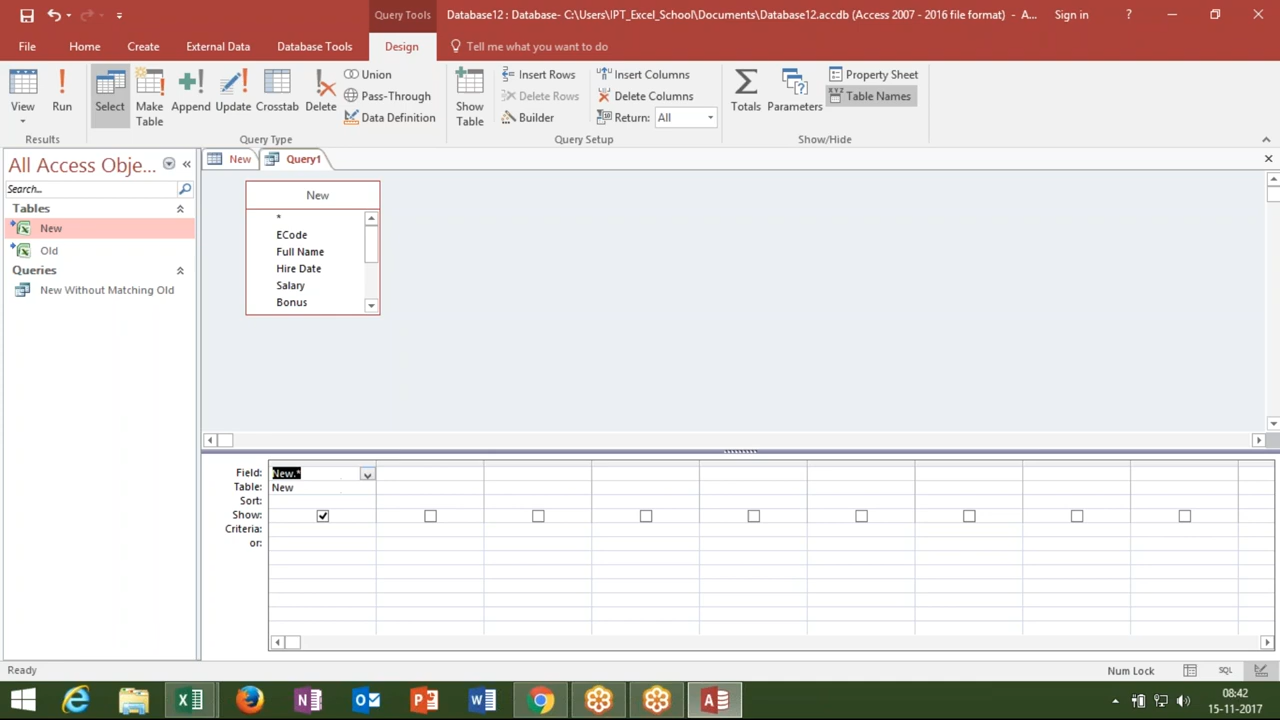 Query Tools
Database12 : Database- C:\Users\IPT_Excel_School\Documents\Database12.accdb (Access 2007 - 2016 file format) - A...
Sign in
?
File
Home
Create
External Data
Database Tools
Design
Tell me what you want to do
View
Run
Select
Make Table
Append
Update
Crosstab
Delete
Union
Pass-Through
Data Definition
Show Table
Insert Rows
Delete Rows
Builder
Insert Columns
Delete Columns
Return: All
Totals
Parameters
Property Sheet
Table Names
Results
Query Type
Query Setup
Show/Hide
All Access Obje...
Search...
Tables
New
Old
Queries
New Without Matching Old
New
Query1
New
*
ECode
Full Name
Hire Date
Salary
Bonus
Field: New.*
Table: New
Sort:
Show:
Criteria:
or:
Ready
Num Lock
SQL
08:42
15-11-2017